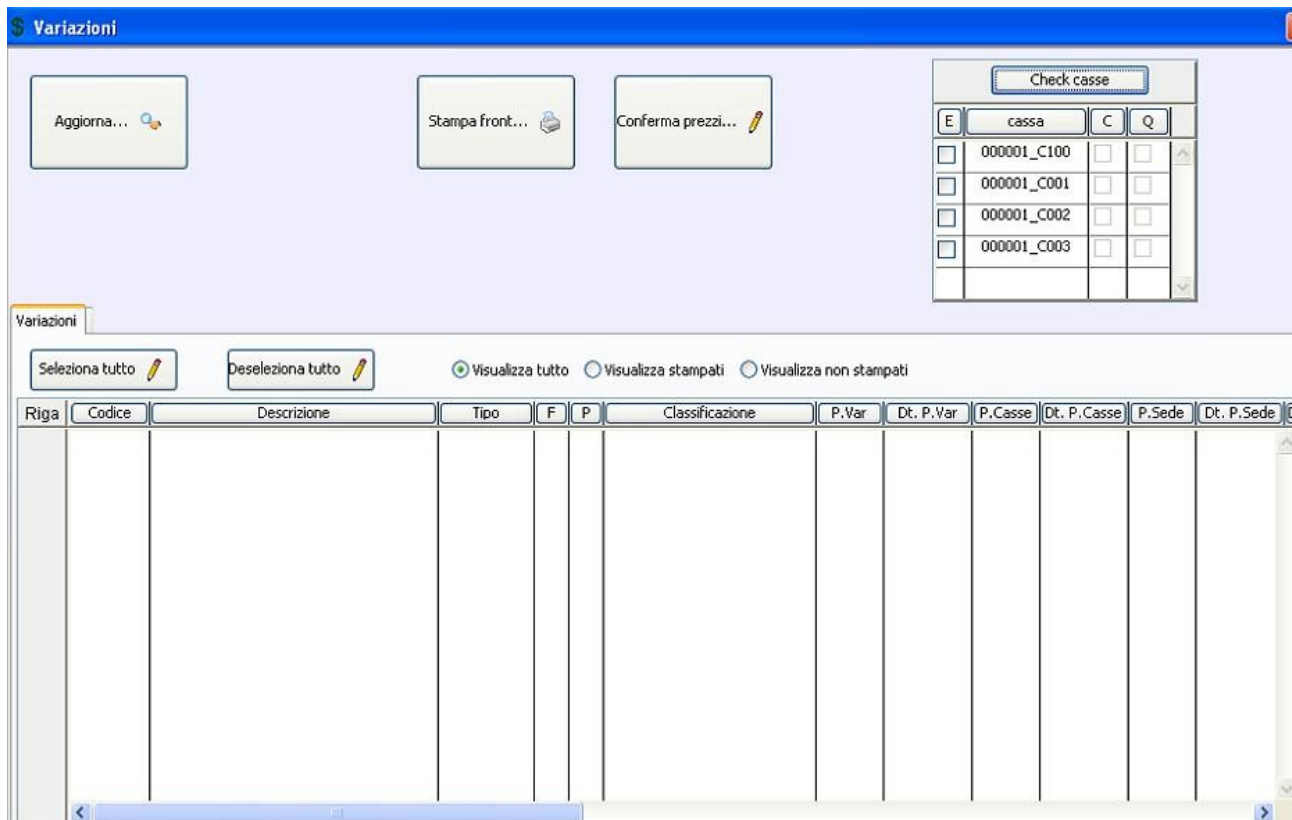 $ Variazioni
Aggiorna...
Stampa front...
Conferma prezzi...
Check casse
E cassa C Q
000001_C100
000001_C001
000001_C002
000001_C003
Variazioni
Seleziona tutto
Deseleziona tutto
Visualizza tutto
Visualizza stampati
Visualizza non stampati
Riga Codice Descrizione Tipo F P Classificazione P.Var Dt. P.Var P.Casse Dt. P.Casse P.Sede Dt. P.Sede